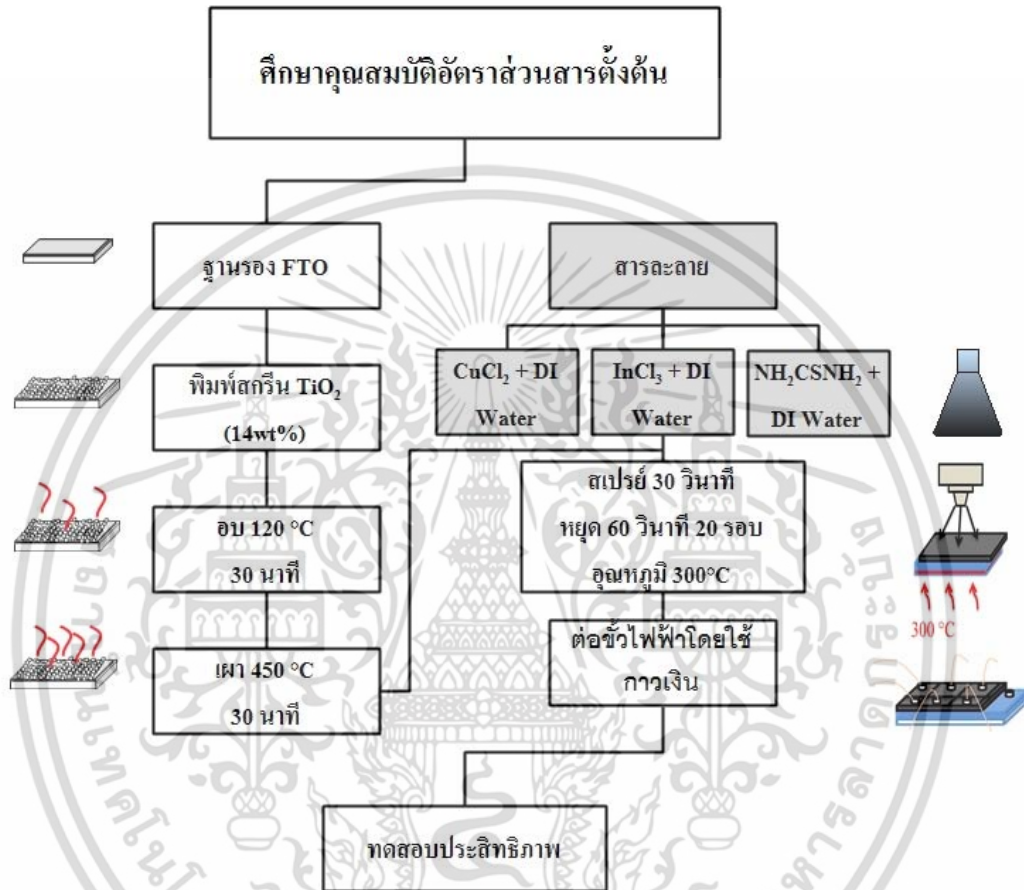 ศึกษาคุณสมบัติอัตราส่วนสารตั้งต้น
ฐานรอง FTO
พิมพ์สกรีน TiO₂
(14wt%)
อบ 120 °C
30 นาที
เผา 450 °C
30 นาที
สารละลาย
CuCl₂ + DI
Water
InCl₃ + DI
Water
NH₂CSNH₂ +
DI Water
สเปรย์ 30 วินาที
หยุด 60 วินาที 20 รอบ
อุณหภูมิ 300°C
300 °C
ต่อขั้วไฟฟ้าโดยใช้
กาวเงิน
ทดสอบประสิทธิภาพ